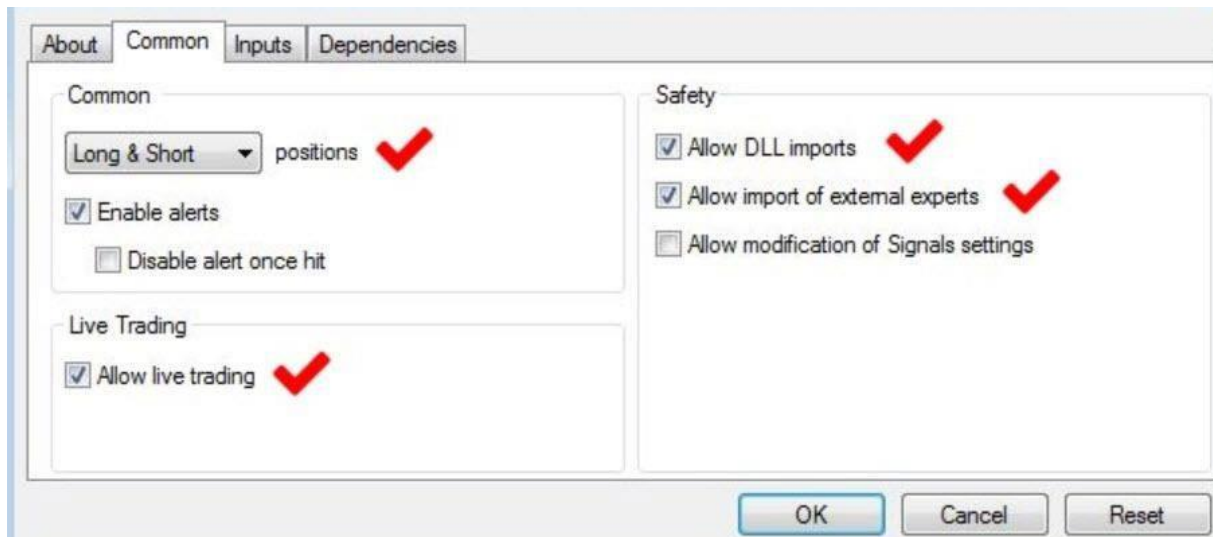 About Common Inputs Dependencies
Common
Long & Short positions
Enable alerts
Disable alert once hit
Live Trading
Allow live trading
Safety
Allow DLL imports
Allow import of external experts
Allow modification of Signals settings
OK Cancel Reset